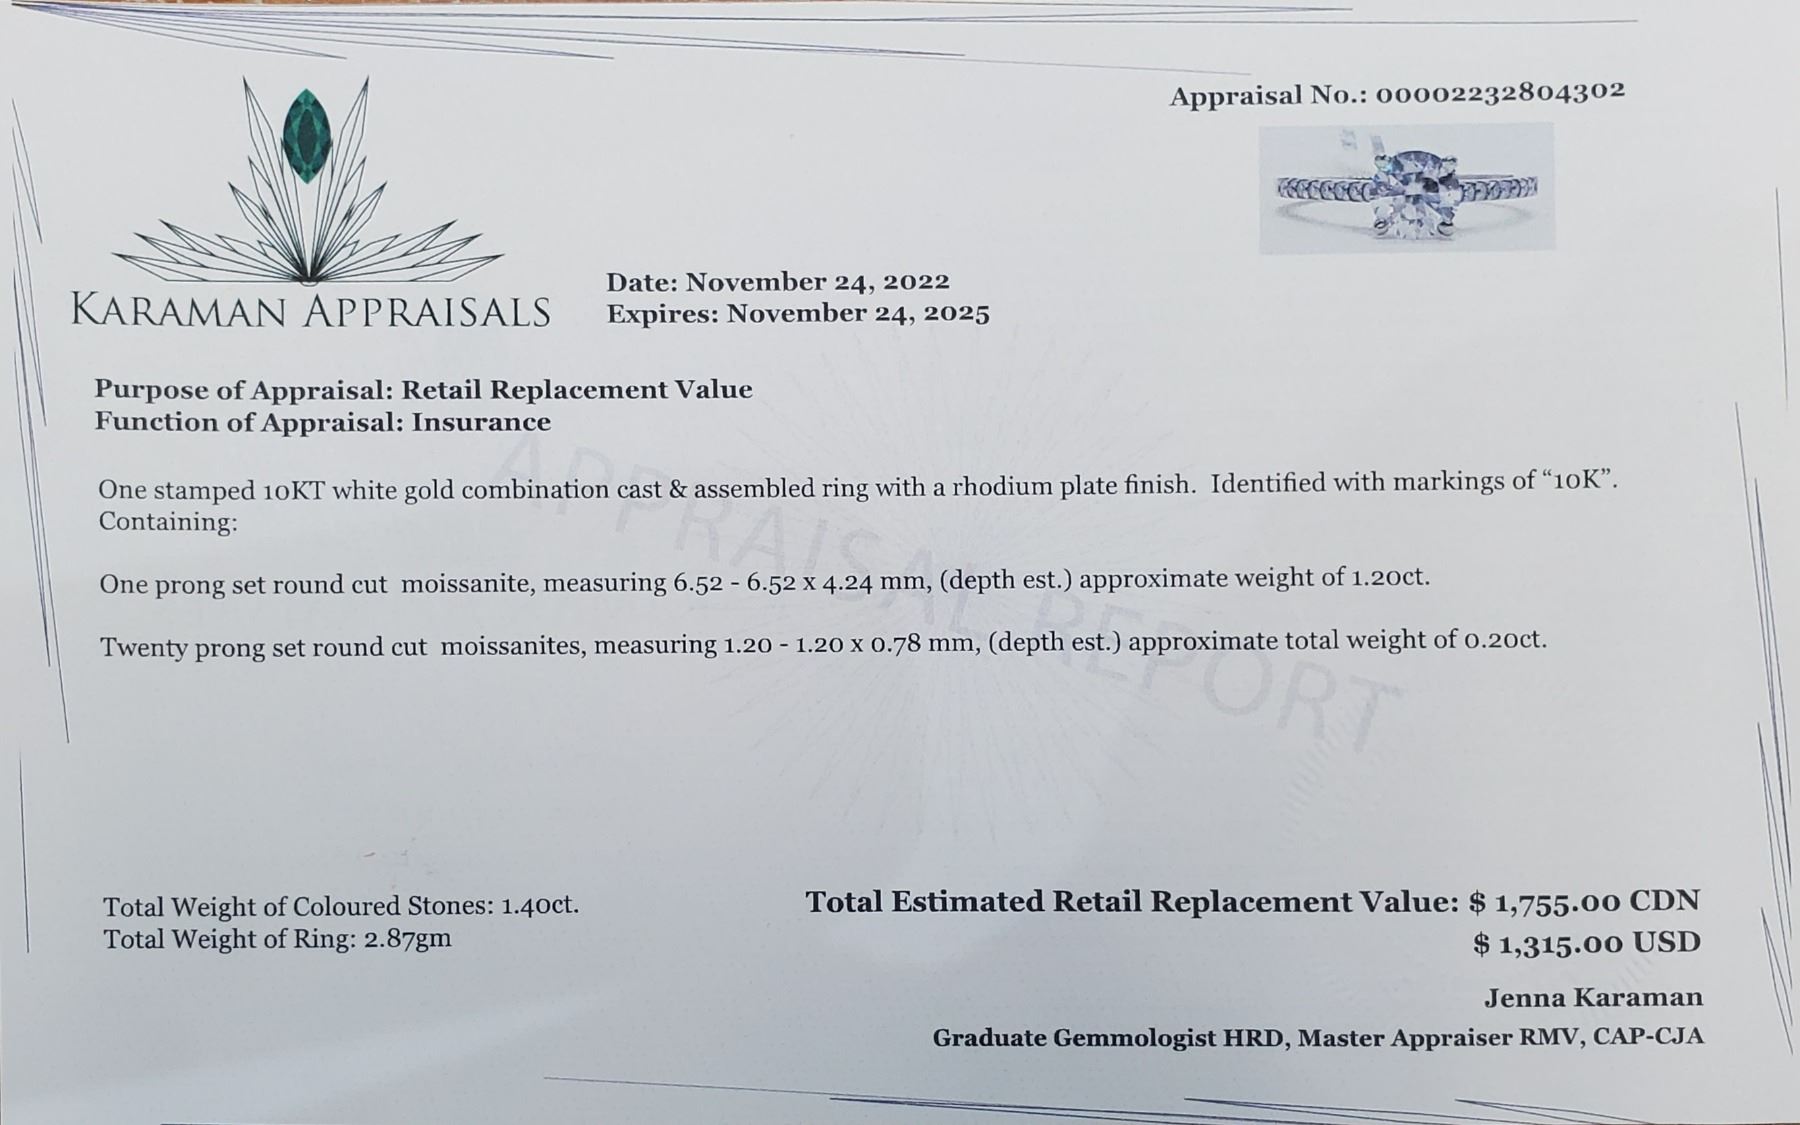 Appraisal No.: 00002232804302
KARAMAN APPRAISALS
Date: November 24, 2022
Expires: November 24, 2025
Purpose of Appraisal: Retail Replacement Value
Function of Appraisal: Insurance
One stamped 10KT white gold combination cast & assembled ring with a rhodium plate finish.  Identified with markings of “10K”.
Containing:
One prong set round cut  moissanite, measuring 6.52 - 6.52 x 4.24 mm, (depth est.) approximate weight of 1.20ct.
Twenty prong set round cut  moissanites, measuring 1.20 - 1.20 x 0.78 mm, (depth est.) approximate total weight of 0.20ct.
APPRAISAL REPORT
Total Weight of Coloured Stones: 1.40ct.
Total Weight of Ring: 2.87gm
Total Estimated Retail Replacement Value: $ 1,755.00 CDN
$ 1,315.00 USD
Jenna Karaman
Graduate Gemmologist HRD, Master Appraiser RMV, CAP-CJA